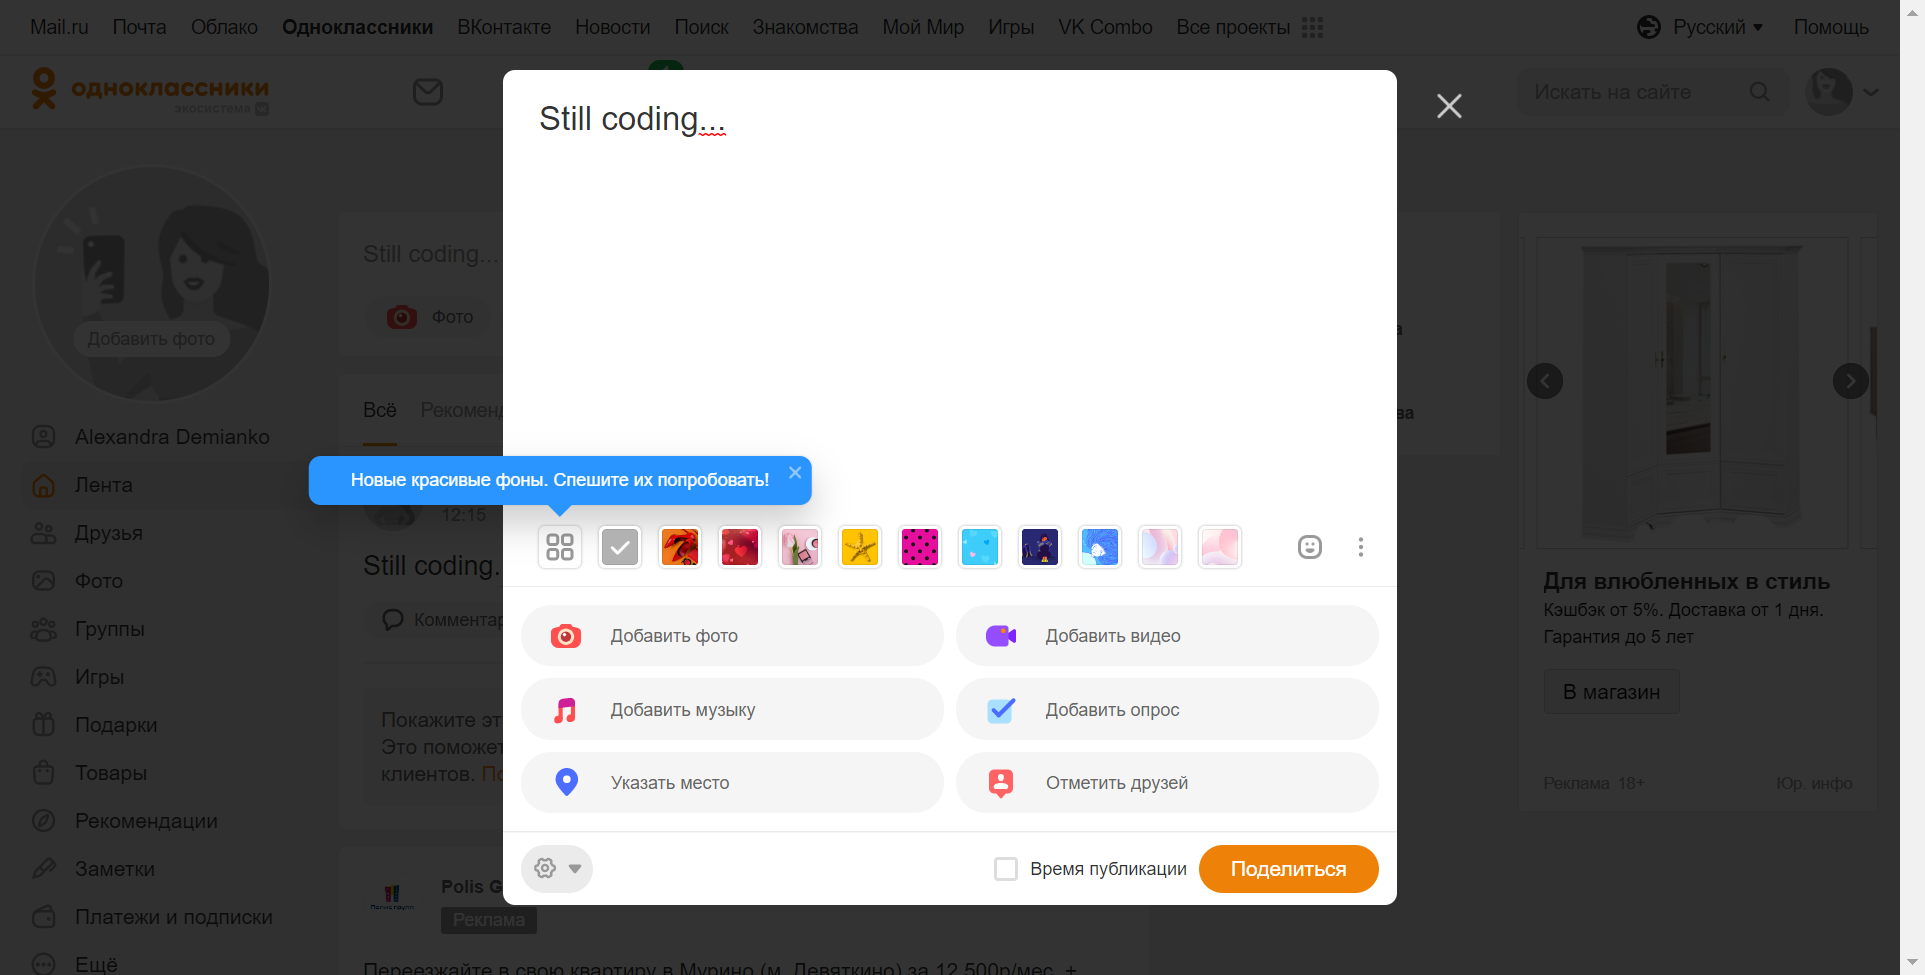 Mail.ru Почта Облако Одноклассники ВКонтакте Новости Поиск Знакомства Мой Мир Игры VK Combo Все проекты Русский Помощь
одноклассники
экосистема
Искать на сайте
Still coding...
Still coding...
Добавить фото
Фото
Всё
Alexandra Demianko
Лента
Друзья
Фото
Группы
Игры
Подарки
Товары
Рекомендации
Заметки
Платежи и подписки
Ещё
Новые красивые фоны. Спешите их попробовать!
12:15
Still coding.
Покажите
Это
клиентов.
Polis
Реклама
Переезжайте в свою квартиру в Мурино (м. Девяткино) за 12 500р/мес. +
Добавить фото
Добавить видео
Добавить музыку
Добавить опрос
Указать место
Отметить друзей
Время публикации
Поделиться
Для влюбленных в стиль
Кэшбэк от 5%. Доставка от 1 дня.
Гарантия до 5 лет
В магазин
Реклама 18+
Юр. инфо